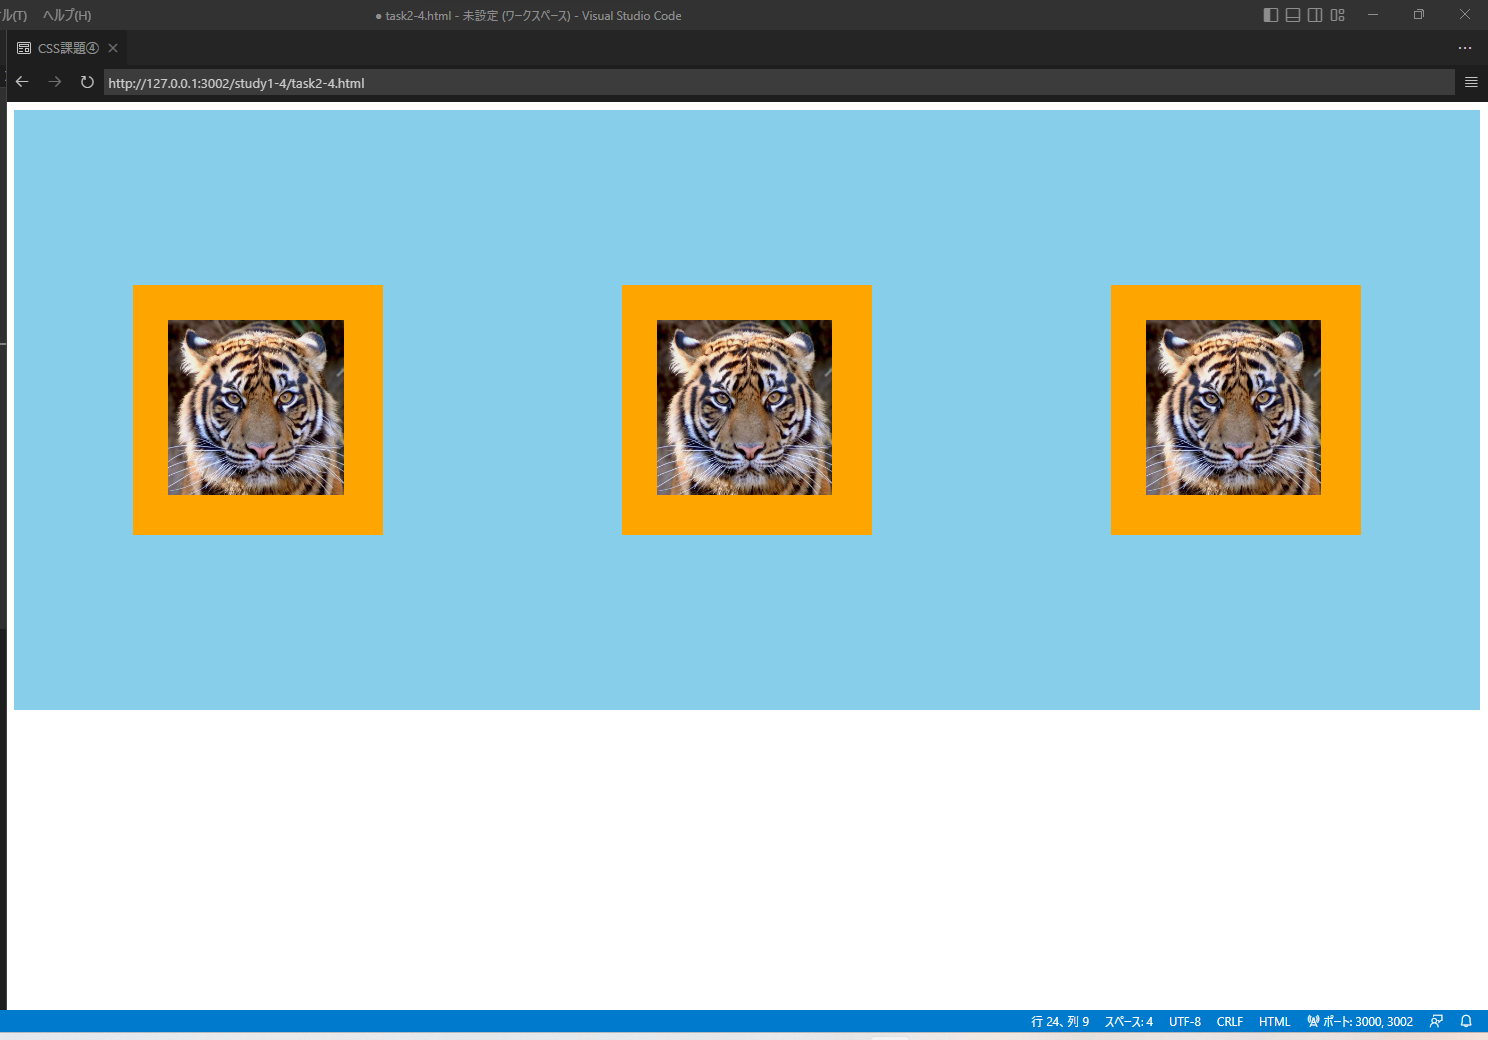 ル(T) ヘルプ(H) ● task2-4.html - 未設定 (ワークスペース) - Visual Studio Code
CSS課題④
http://127.0.0.1:3002/study1-4/task2-4.html
行 24、列 9 スペース: 4 UTF-8 CRLF HTML ポート: 3000, 3002